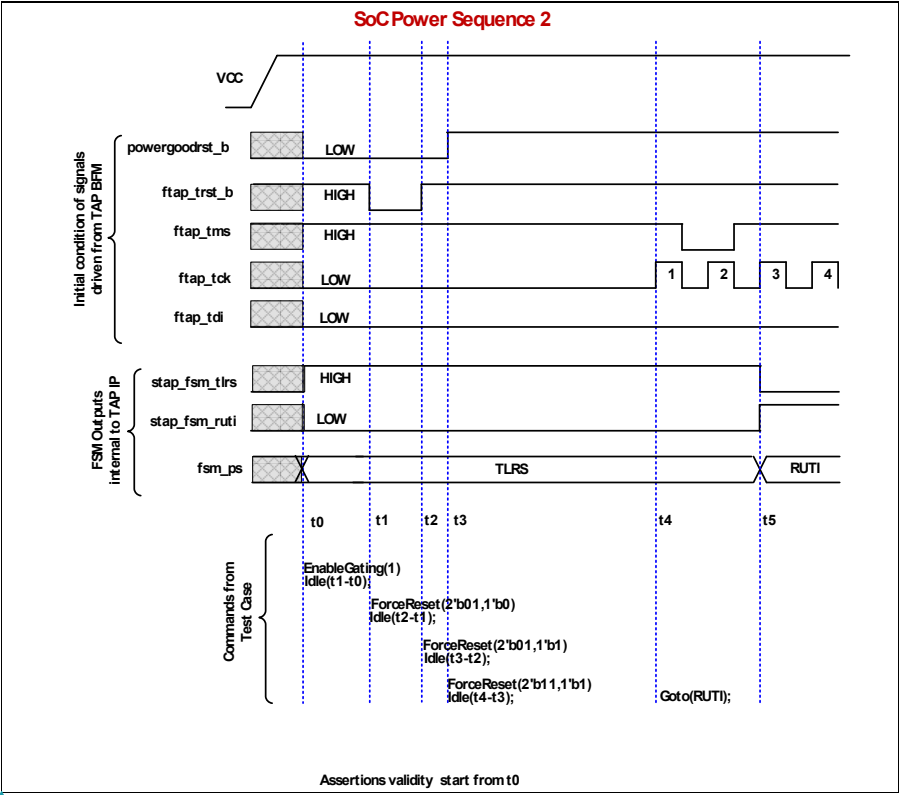 SoC Power Sequence 2
VCC
Initial condition of signals
driven from TAP BFM
powergoodrst_b
LOW
ftap_trst_b
HIGH
ftap_tms
HIGH
ftap_tck
LOW
1
2
3
4
ftap_tdi
LOW
FSM Outputs
internal to TAP IP
stap_fsm_tlrs
HIGH
stap_fsm_ruti
LOW
fsm_ps
TLRS
RUTI
t0
t1
t2
t3
t4
t5
Commands from
Test Case
EnableGating(1)
Idle(t1-t0);
ForceReset(2'b01,1'b0)
Idle(t2-t1);
ForceReset(2'b01,1'b1)
Idle(t3-t2);
ForceReset(2'b11,1'b1)
Idle(t4-t3);
Goto(RUTI);
Assertions validity start from t0